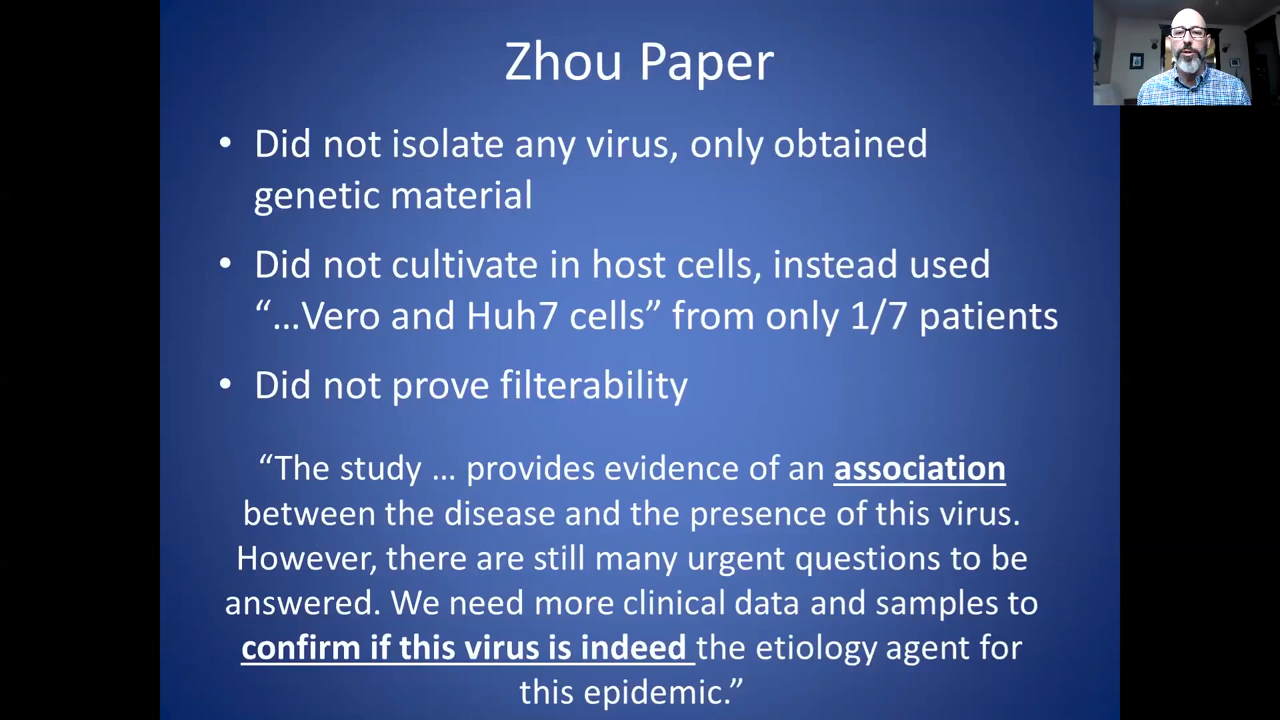 Zhou Paper
• Did not isolate any virus, only obtained
genetic material
• Did not cultivate in host cells, instead used
“…Vero and Huh7 cells” from only 1/7 patients
• Did not prove filterability
“The study … provides evidence of an association
between the disease and the presence of this virus.
However, there are still many urgent questions to be
answered. We need more clinical data and samples to
confirm if this virus is indeed the etiology agent for
this epidemic.”